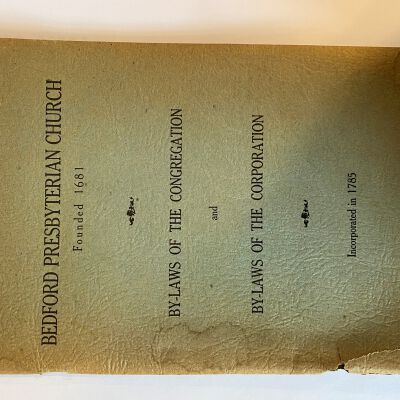 BEDFORD PRESBYTERIAN CHURCH
Founded 1681
BY-LAWS OF THE CONGREGATION
and
BY-LAWS OF THE CORPORATION
Incorporated in 1785